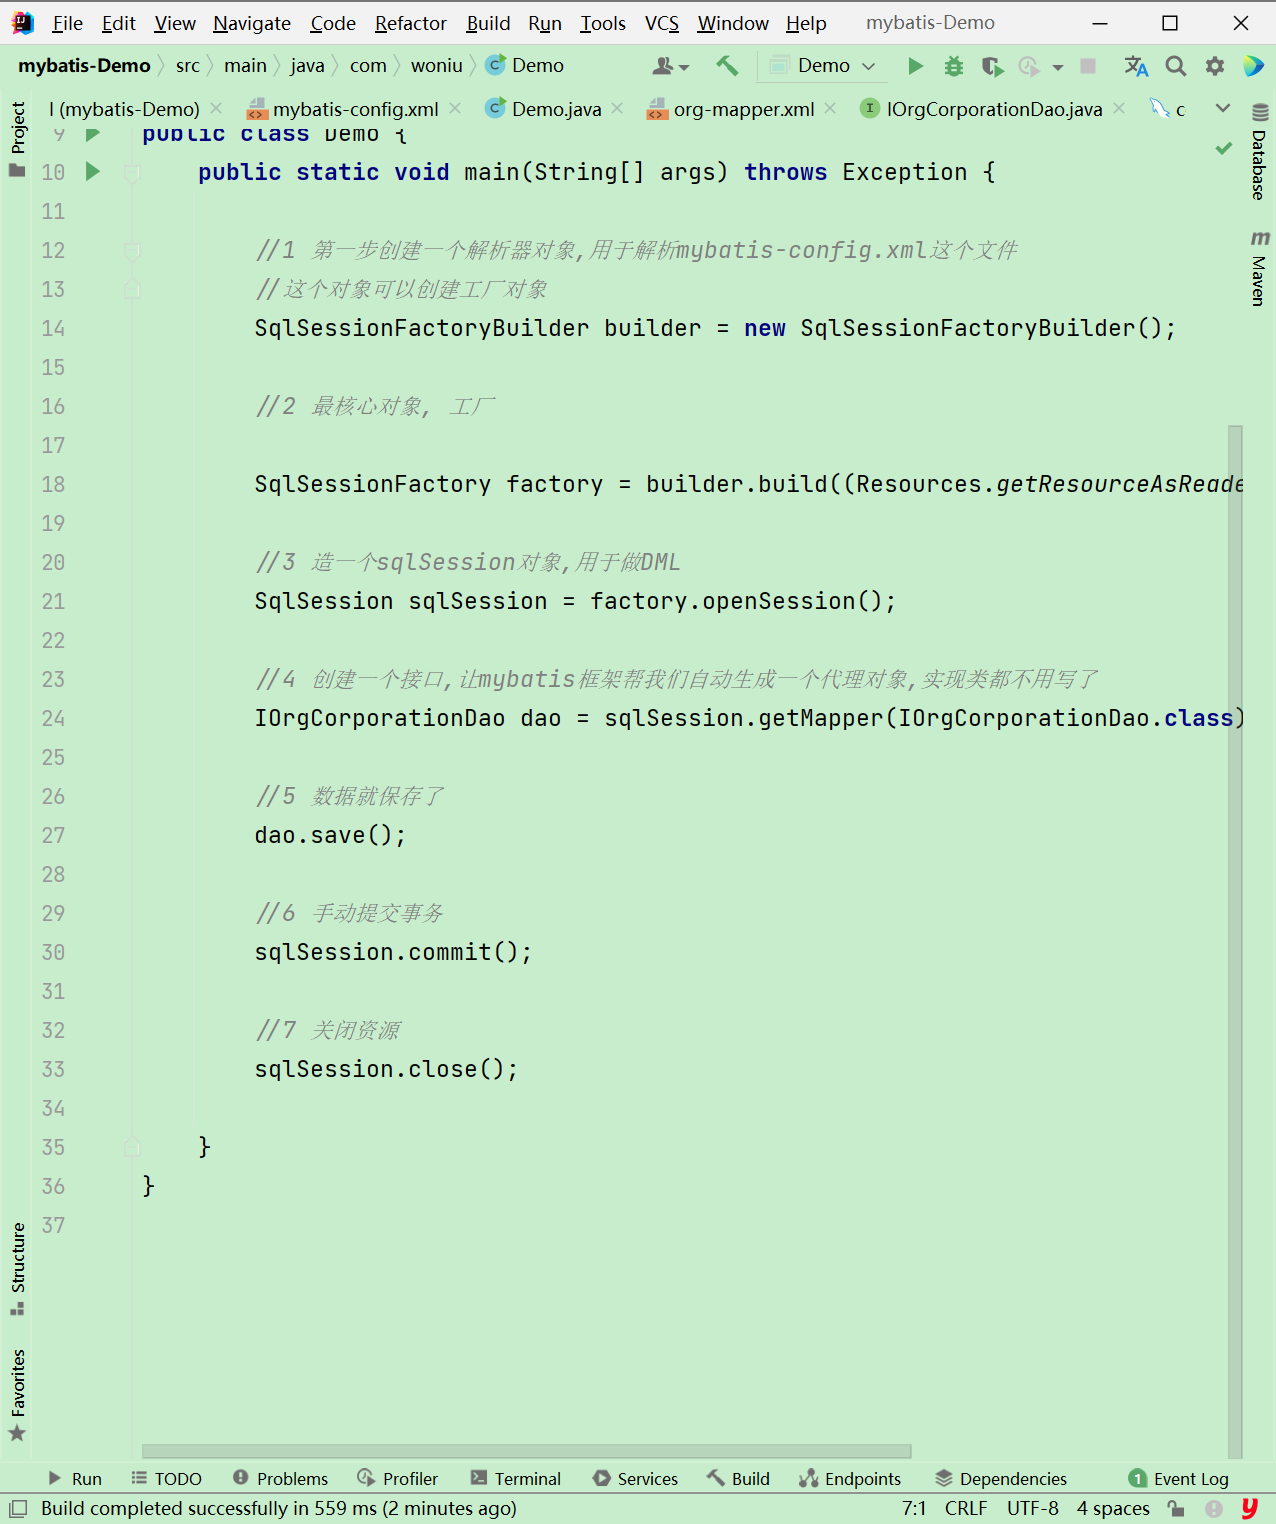 File Edit View Navigate Code Refactor Build Run Tools VCS Window Help mybatis-Demo
mybatis-Demo src main java com woniu Demo Demo
l (mybatis-Demo) mybatis-config.xml Demo.java org-mapper.xml IOrgCorporationDao.java c
Project
Database
Maven
Structure
Favorites
9 public class Demo {
10 public static void main(String[] args) throws Exception {
11
12 //1 第一步创建一个解析器对象,用于解析mybatis-config.xml这个文件
13 //这个对象可以创建工厂对象
14 SqlSessionFactoryBuilder builder = new SqlSessionFactoryBuilder();
15
16 //2 最核心对象, 工厂
17
18 SqlSessionFactory factory = builder.build((Resources.getResourceAsReade
19
20 //3 造一个sqlSession对象,用于做DML
21 SqlSession sqlSession = factory.openSession();
22
23 //4 创建一个接口,让mybatis框架帮我们自动生成一个代理对象,实现类都不用写了
24 IOrgCorporationDao dao = sqlSession.getMapper(IOrgCorporationDao.class)
25
26 //5 数据就保存了
27 dao.save();
28
29 //6 手动提交事务
30 sqlSession.commit();
31
32 //7 关闭资源
33 sqlSession.close();
34
35 }
36 }
37
Run TODO Problems Profiler Terminal Services Build Endpoints Dependencies 1 Event Log
Build completed successfully in 559 ms (2 minutes ago) 7:1 CRLF UTF-8 4 spaces